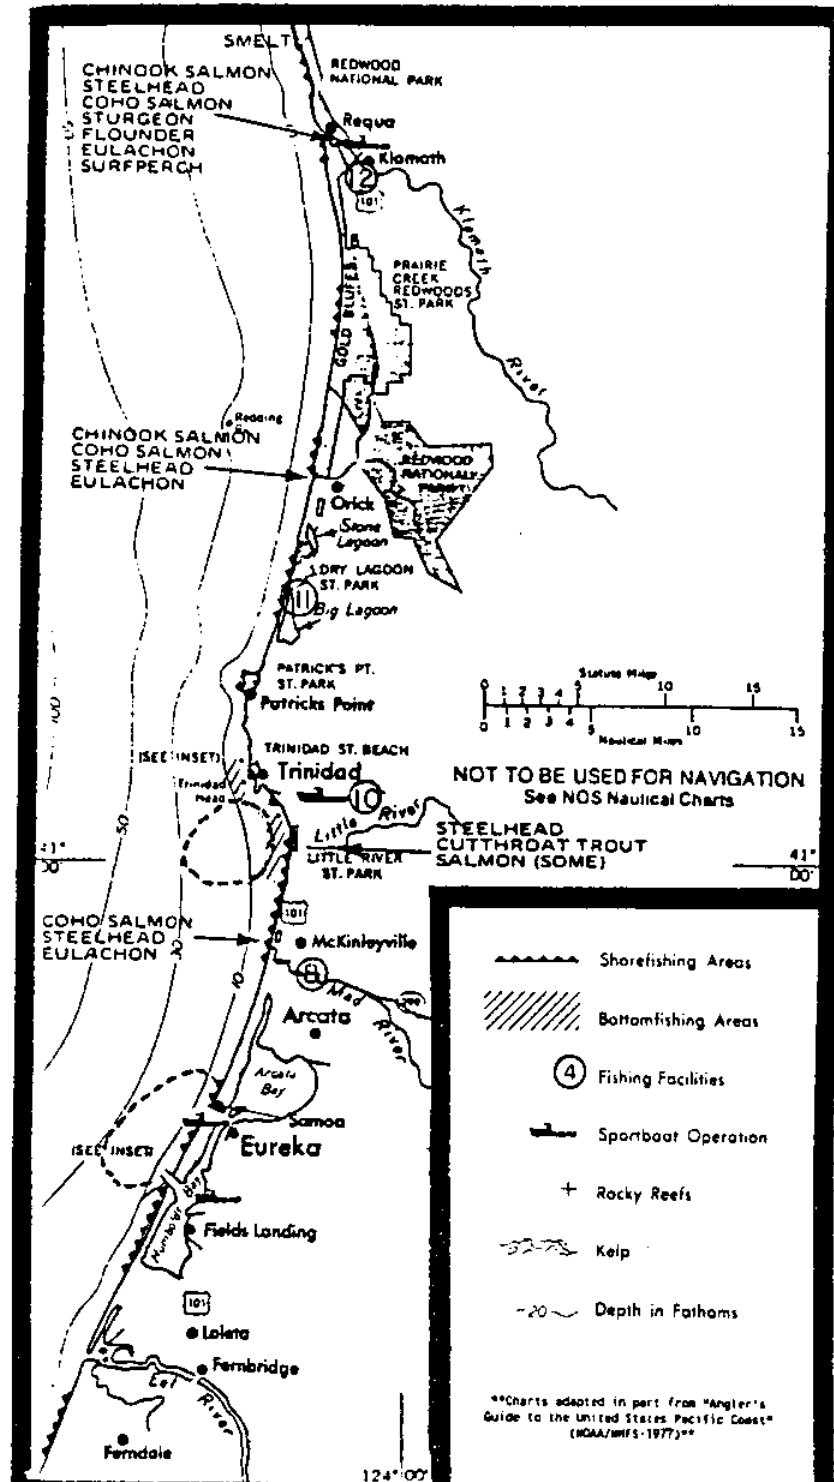 SMELT
REDWOOD
NATIONAL PARK
CHINOOK SALMON
STEELHEAD
COHO SALMON
STURGEON
FLOUNDER
EULACHON
SURFPERCH
Requa
Klamath
12
101
Klamath
River
PRAIRIE
CREEK
REDWOODS
ST. PARK
GOLD BLUFFS
Redding
CHINOOK SALMON
COHO SALMON
STEELHEAD
EULACHON
REDWOOD
NATIONAL
Orick
Stone
Lagoon
DRY LAGOON
ST. PARK
11
Big Lagoon
PATRICK'S PT.
ST. PARK
Patricks Point
100
Statute Miles
0 1 2 3 4 5 10 15
0 1 2 3 4 5 10 15
Nautical Miles
TRINIDAD ST. BEACH
(SEE INSET)
Trinidad
Trinidad
Head
10
NOT TO BE USED FOR NAVIGATION
See NOS Nautical Charts
Little River
STEELHEAD
CUTTHROAT TROUT
SALMON (SOME)
LITTLE RIVER
ST. PARK
50
41°
00'
41°
00'
101
COHO SALMON
STEELHEAD
EULACHON
30
10
McKinleyville
Mad
River
299
Arcata
Arcata
Bay
Samoa
Eureka
(SEE INSET)
Humboldt Bay
Fields Landing
101
Loleta
Fernbridge
Eel
River
Ferndale
124°00'
Shorefishing Areas
Bottomfishing Areas
4 Fishing Facilities
Sportboat Operation
Rocky Reefs
Kelp
-20 Depth in Fathoms
**Charts adapted in part from "Angler's
Guide to the United States Pacific Coast"
(NOAA/NMFS-1977)**